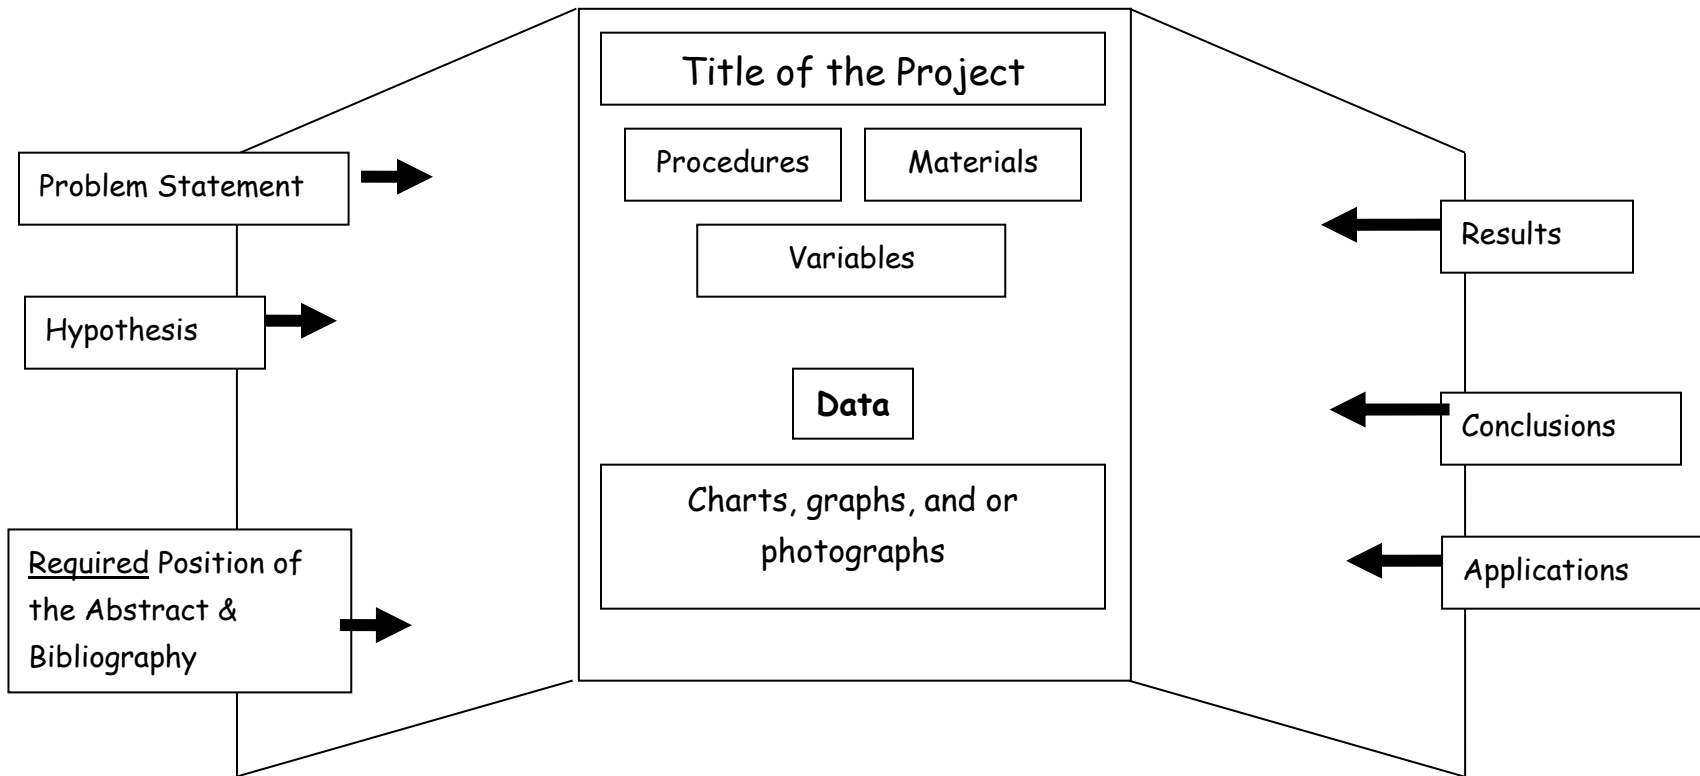 Title of the Project
Procedures
Materials
Variables
Problem Statement
Hypothesis
Required Position of
the Abstract &
Bibliography
Data
Charts, graphs, and or
photographs
Results
Conclusions
Applications